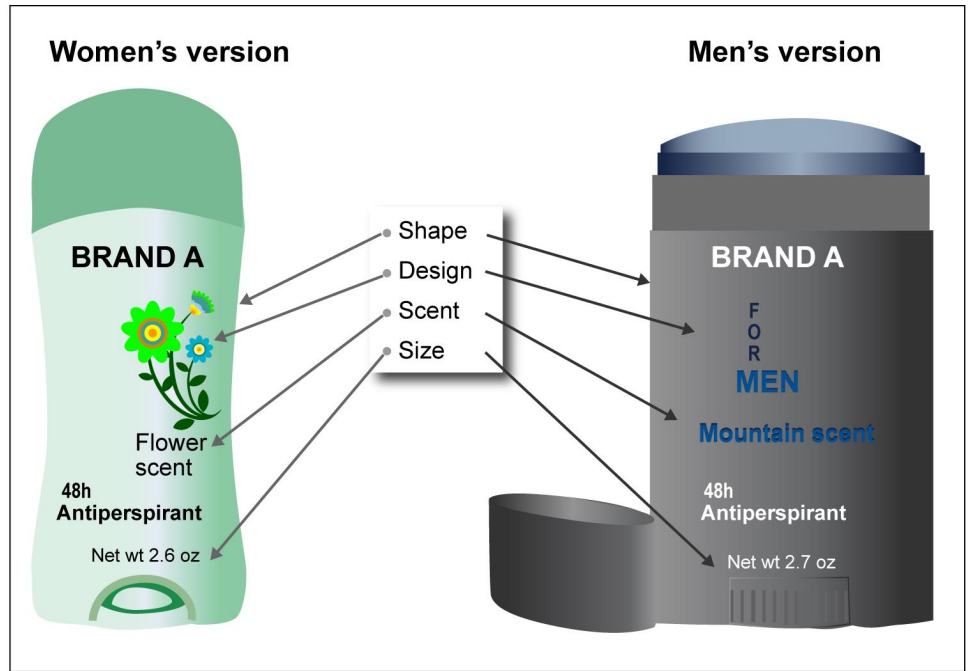 Women’s version
Men’s version
BRAND A
Flower
scent
48h
Antiperspirant
Net wt 2.6 oz
Shape
Design
Scent
Size
BRAND A
F
O
R
MEN
Mountain scent
48h
Antiperspirant
Net wt 2.7 oz